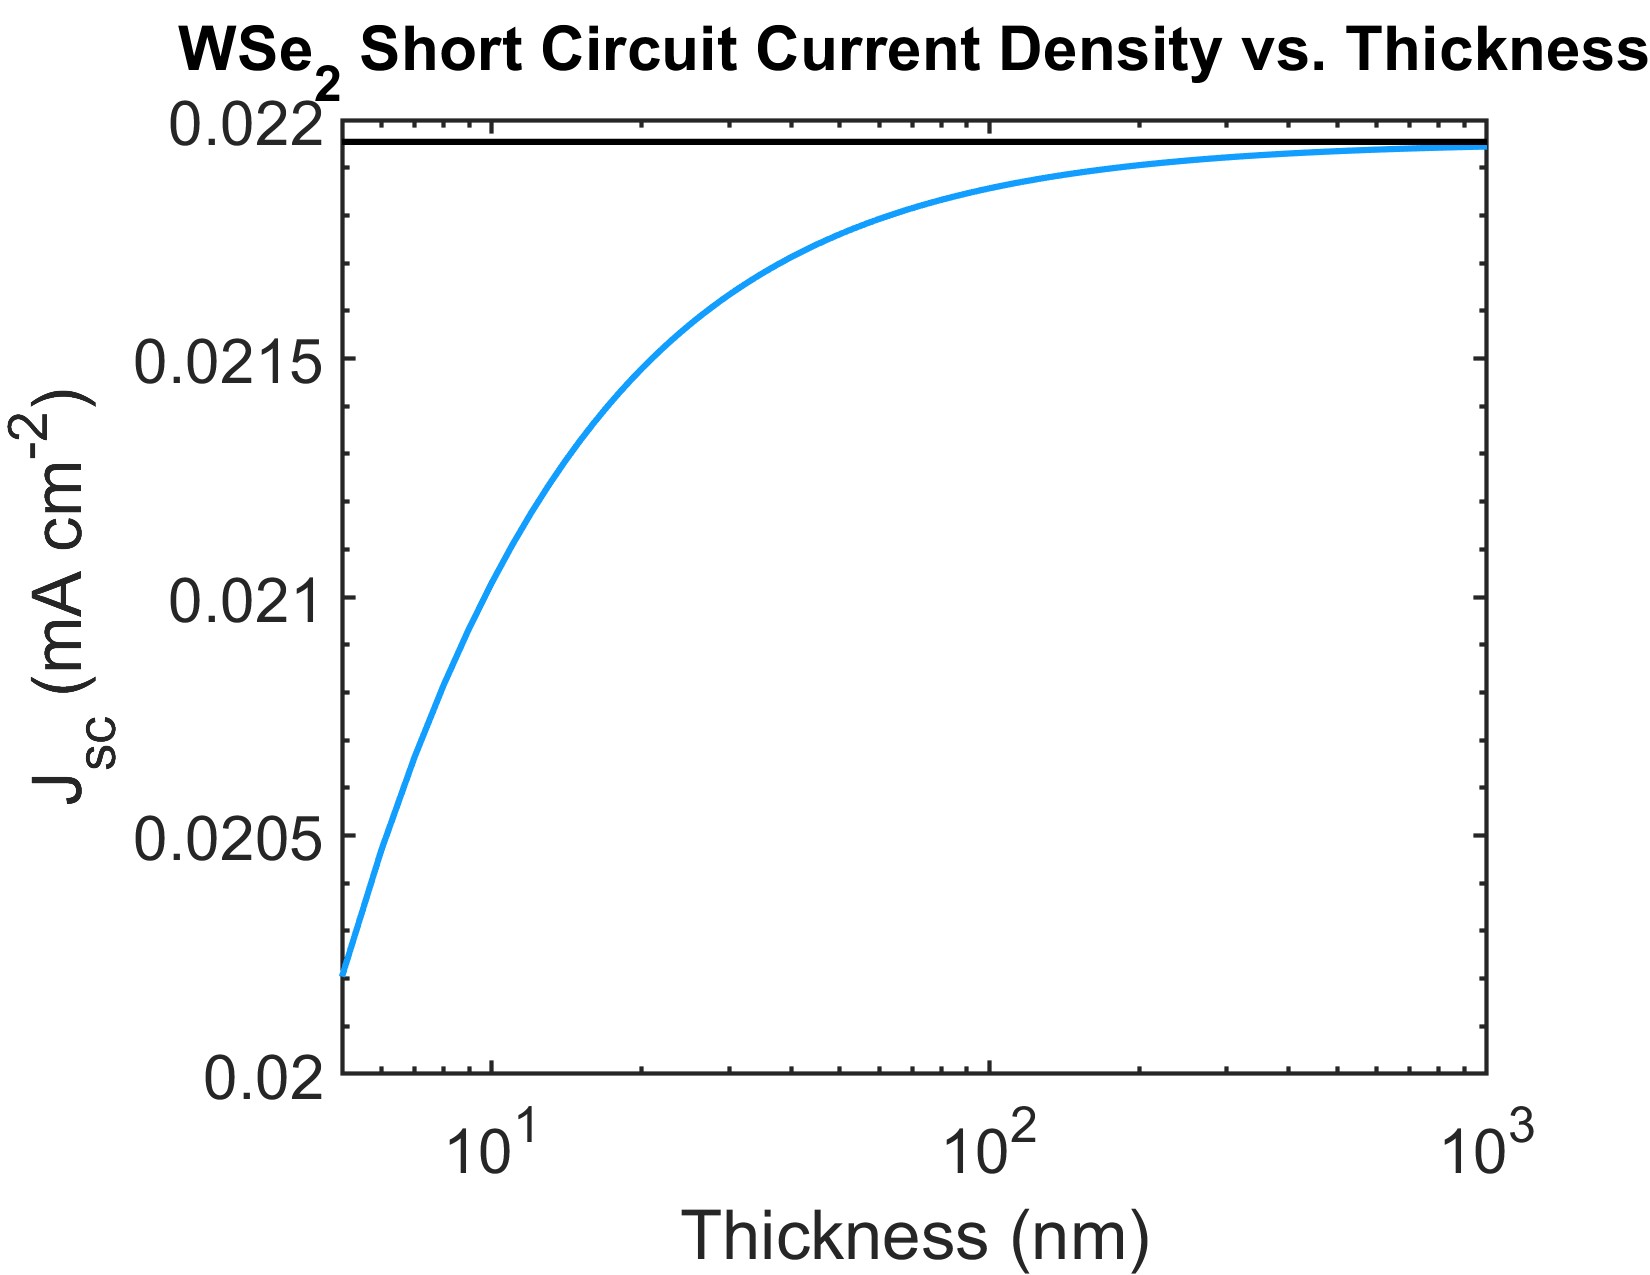 WSe2 Short Circuit Current Density vs. Thickness
0.022
0.0215
0.021
0.0205
0.02
Jsc (mA cm-2)
10^1
10^2
10^3
Thickness (nm)